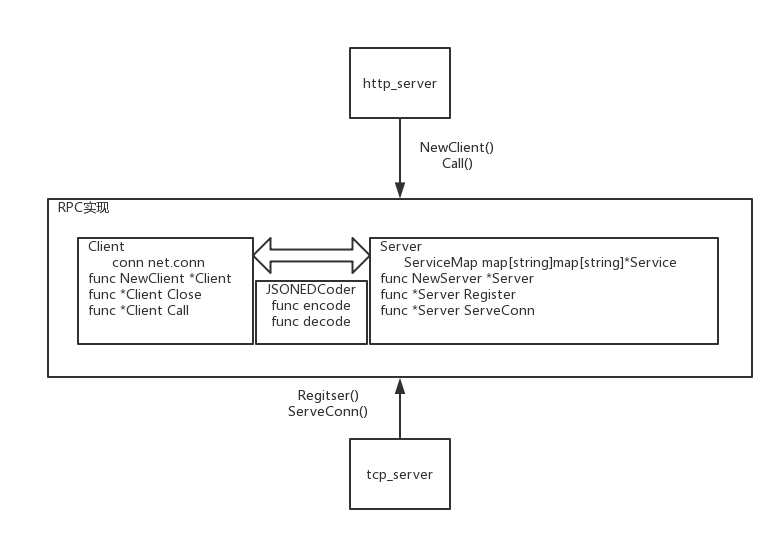 http_server
NewClient()
Call()
RPC实现
Client
conn net.conn
func NewClient *Client
func *Client Close
func *Client Call
JSONEDCoder
func encode
func decode
Server
ServiceMap map[string]map[string]*Service
func NewServer *Server
func *Server Register
func *Server ServeConn
Regitser()
ServeConn()
tcp_server